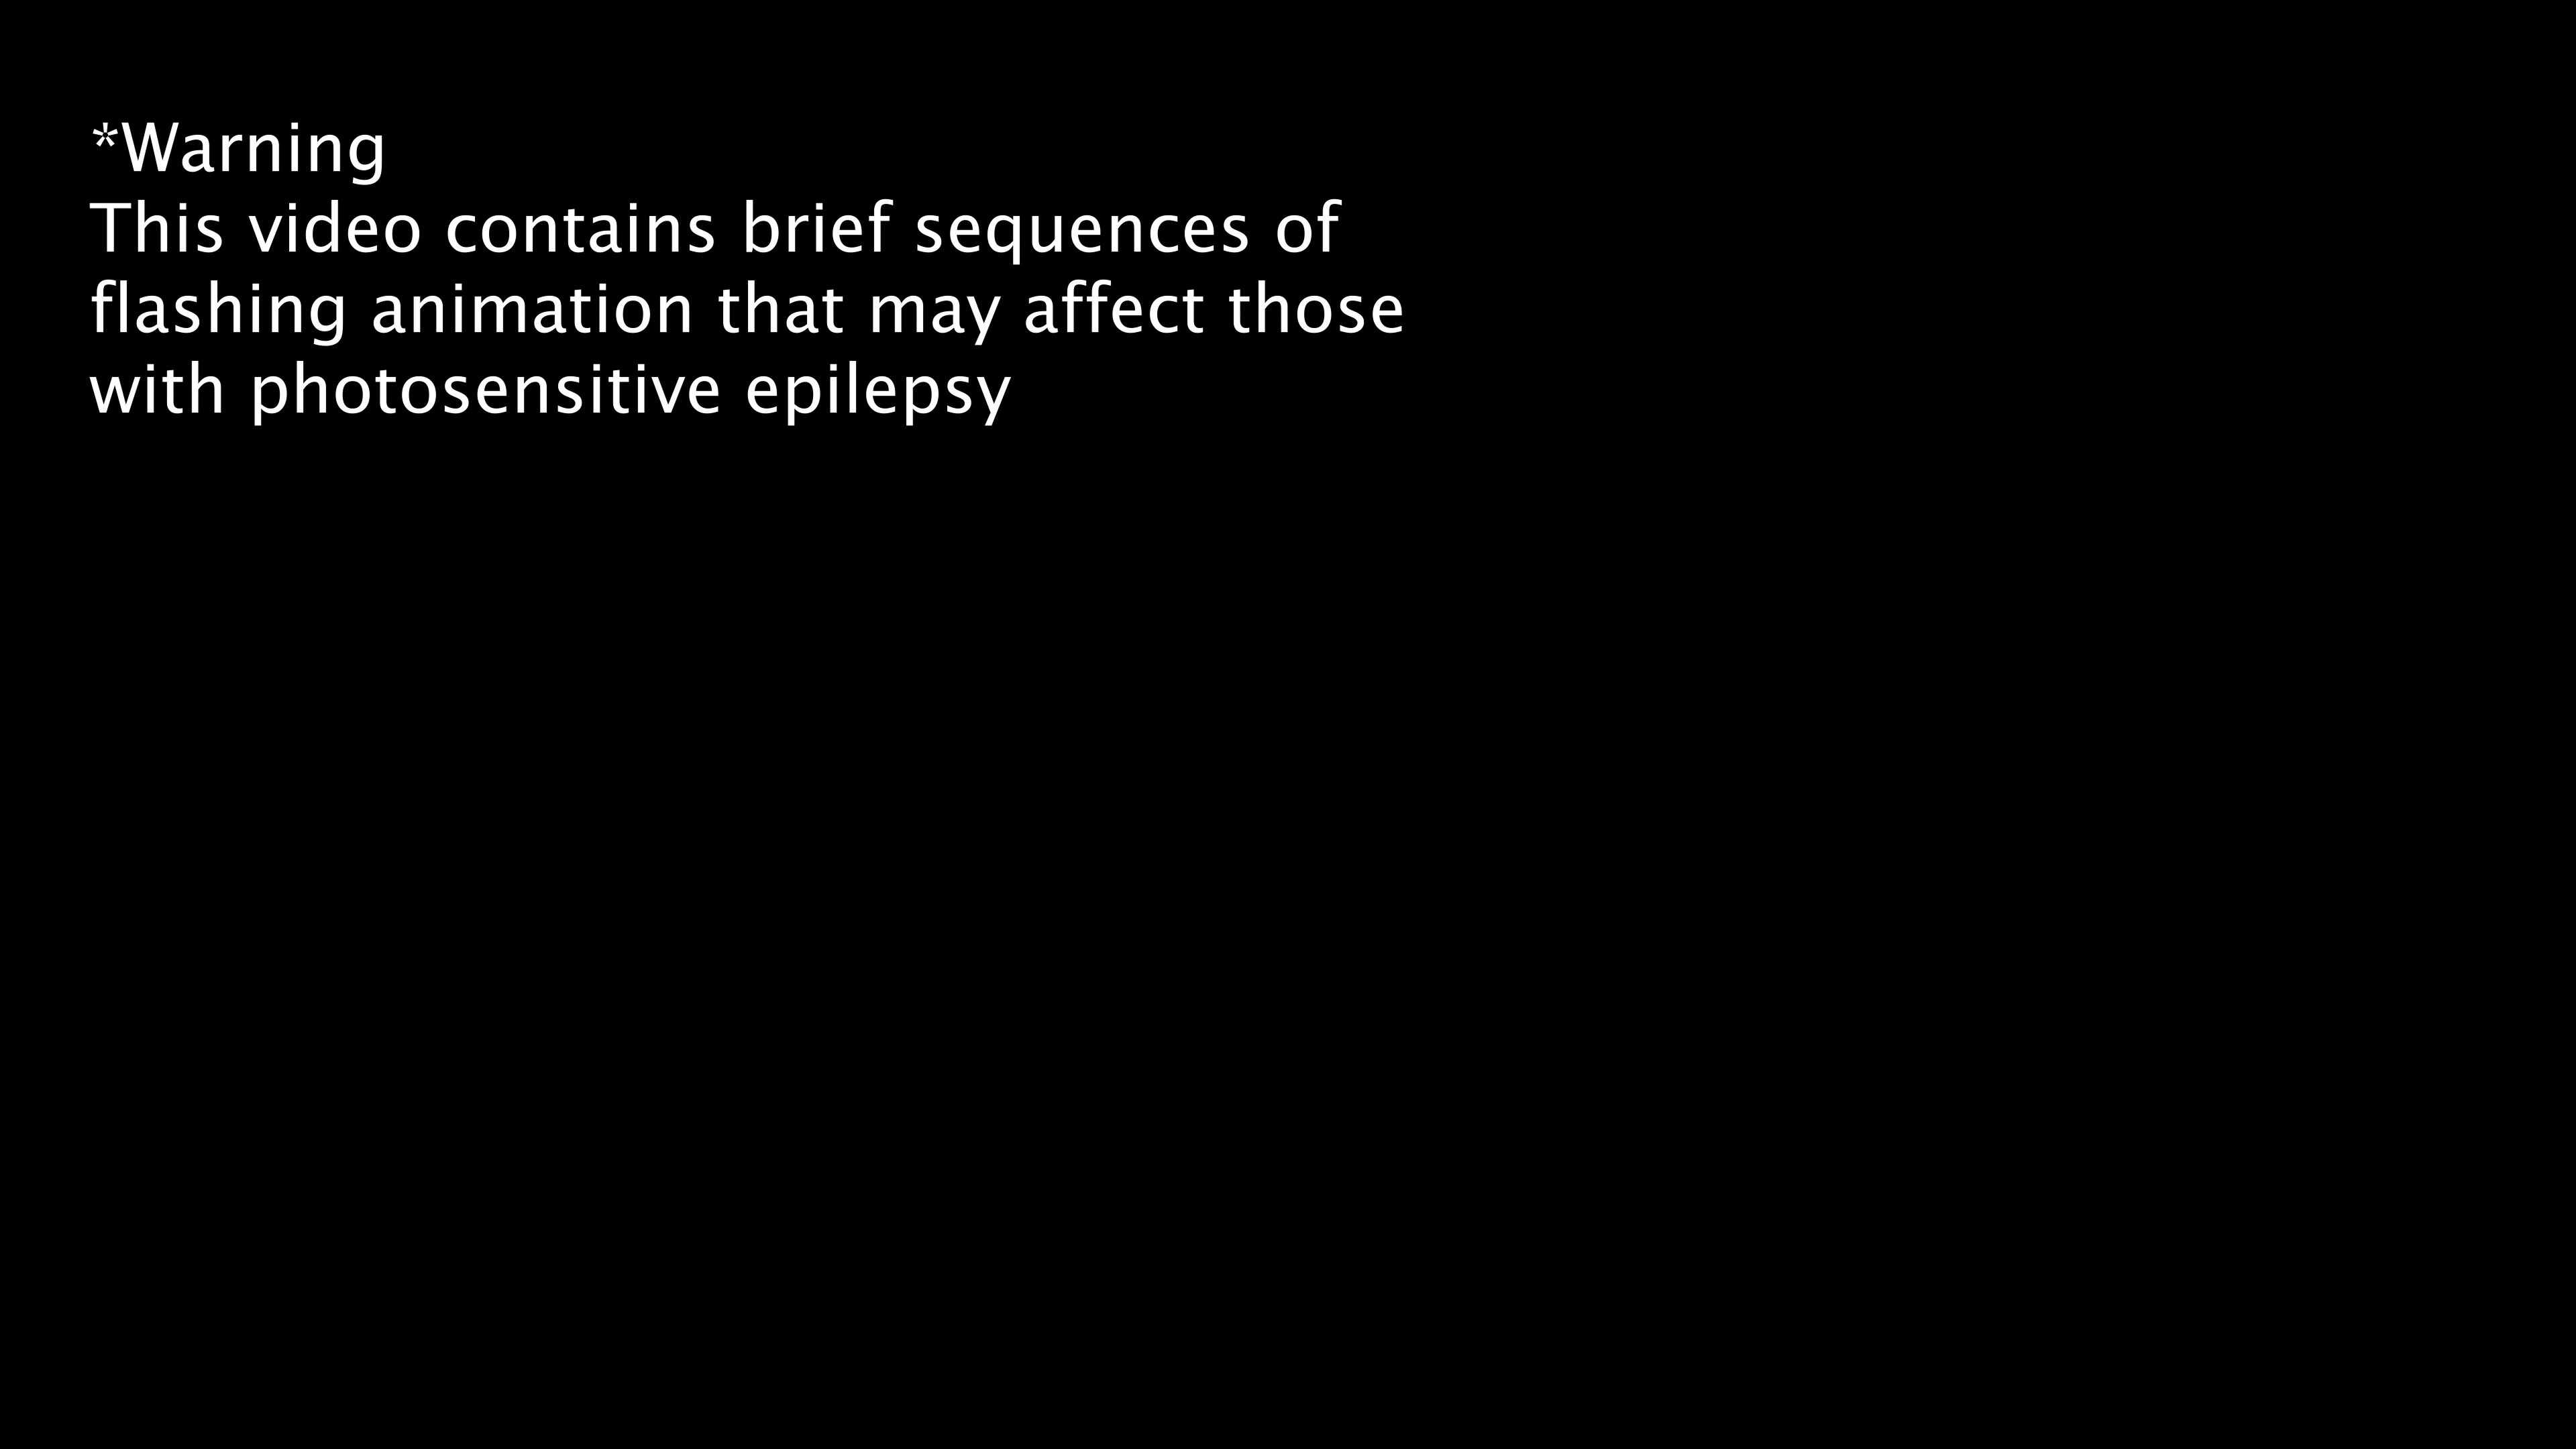 *Warning
This video contains brief sequences of
flashing animation that may affect those
with photosensitive epilepsy